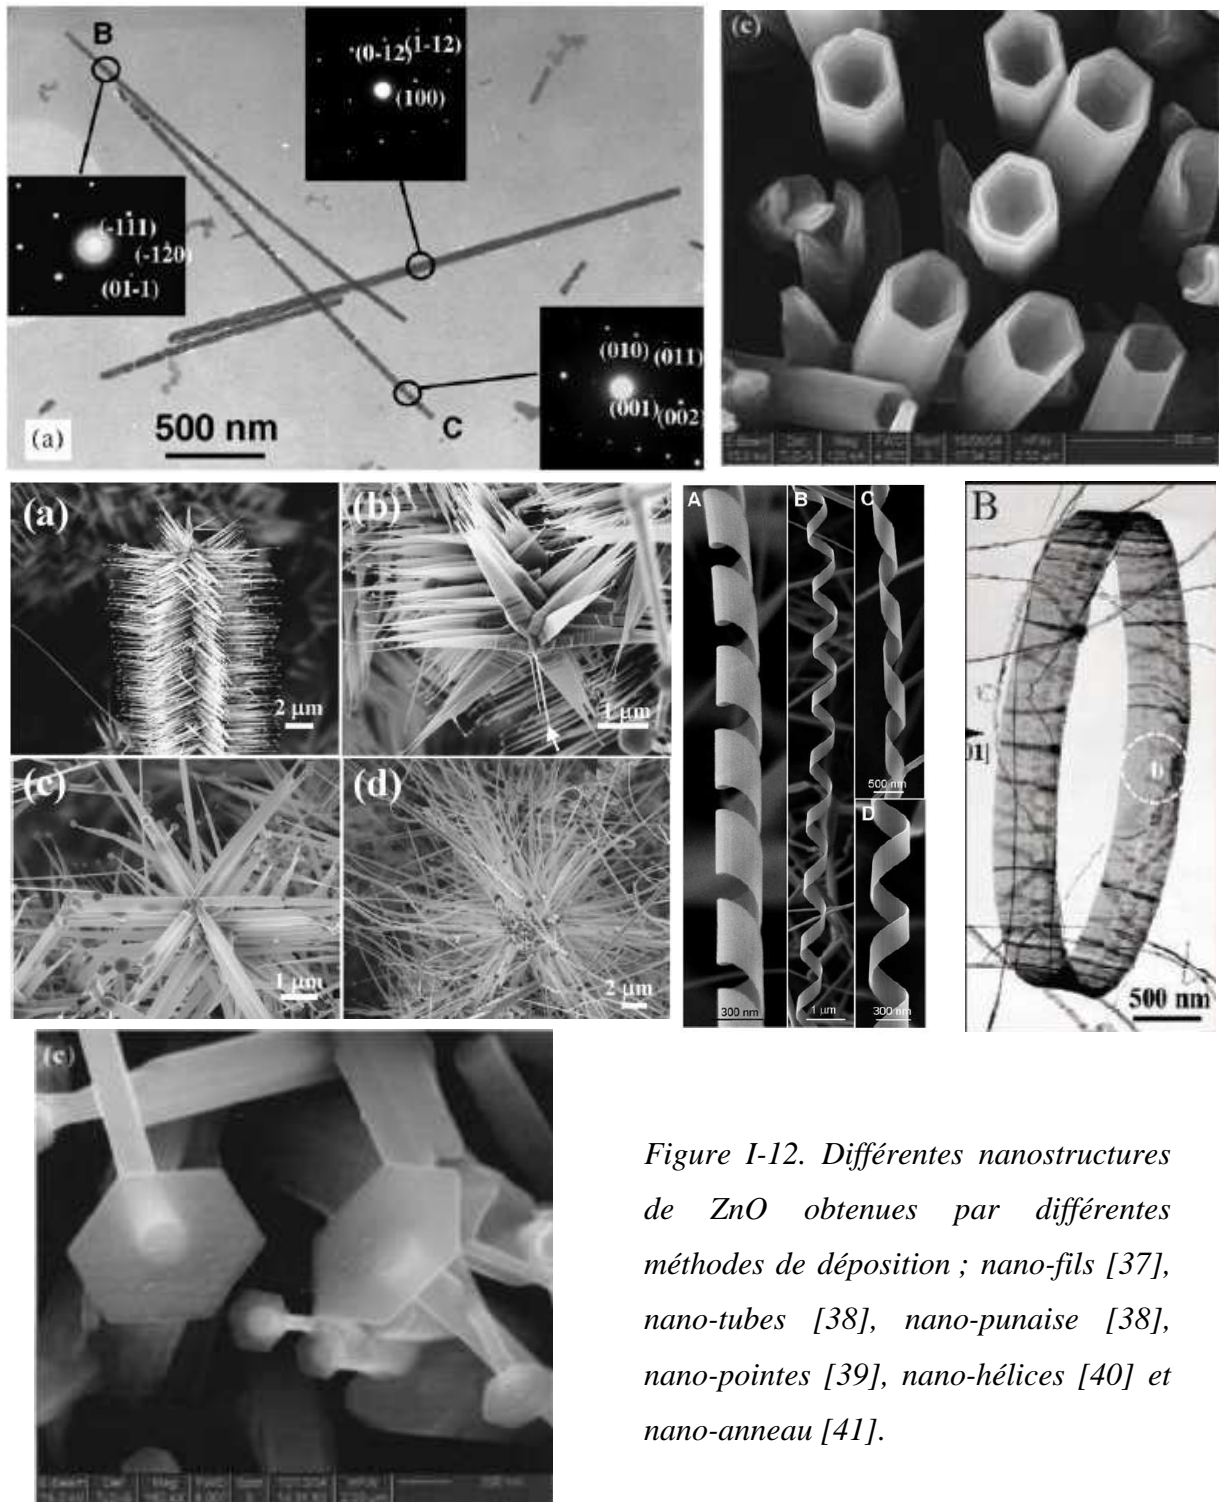 B
(0-12) (1-12)
(100)
(-111)
(-120)
(01-1)
(010) (011)
(001) (002)
(a) 500 nm C
(c)
(a) 2 μm
(b) 1 μm
(c) 1 μm
(d) 2 μm
A B C
500 nm
D
300 nm 1 μm 300 nm
B
01]
b
500 nm
(c)
Figure I-12. Différentes nanostructures
de ZnO obtenues par différentes
méthodes de déposition ; nano-fils [37],
nano-tubes [38], nano-punaise [38],
nano-pointes [39], nano-hélices [40] et
nano-anneau [41].